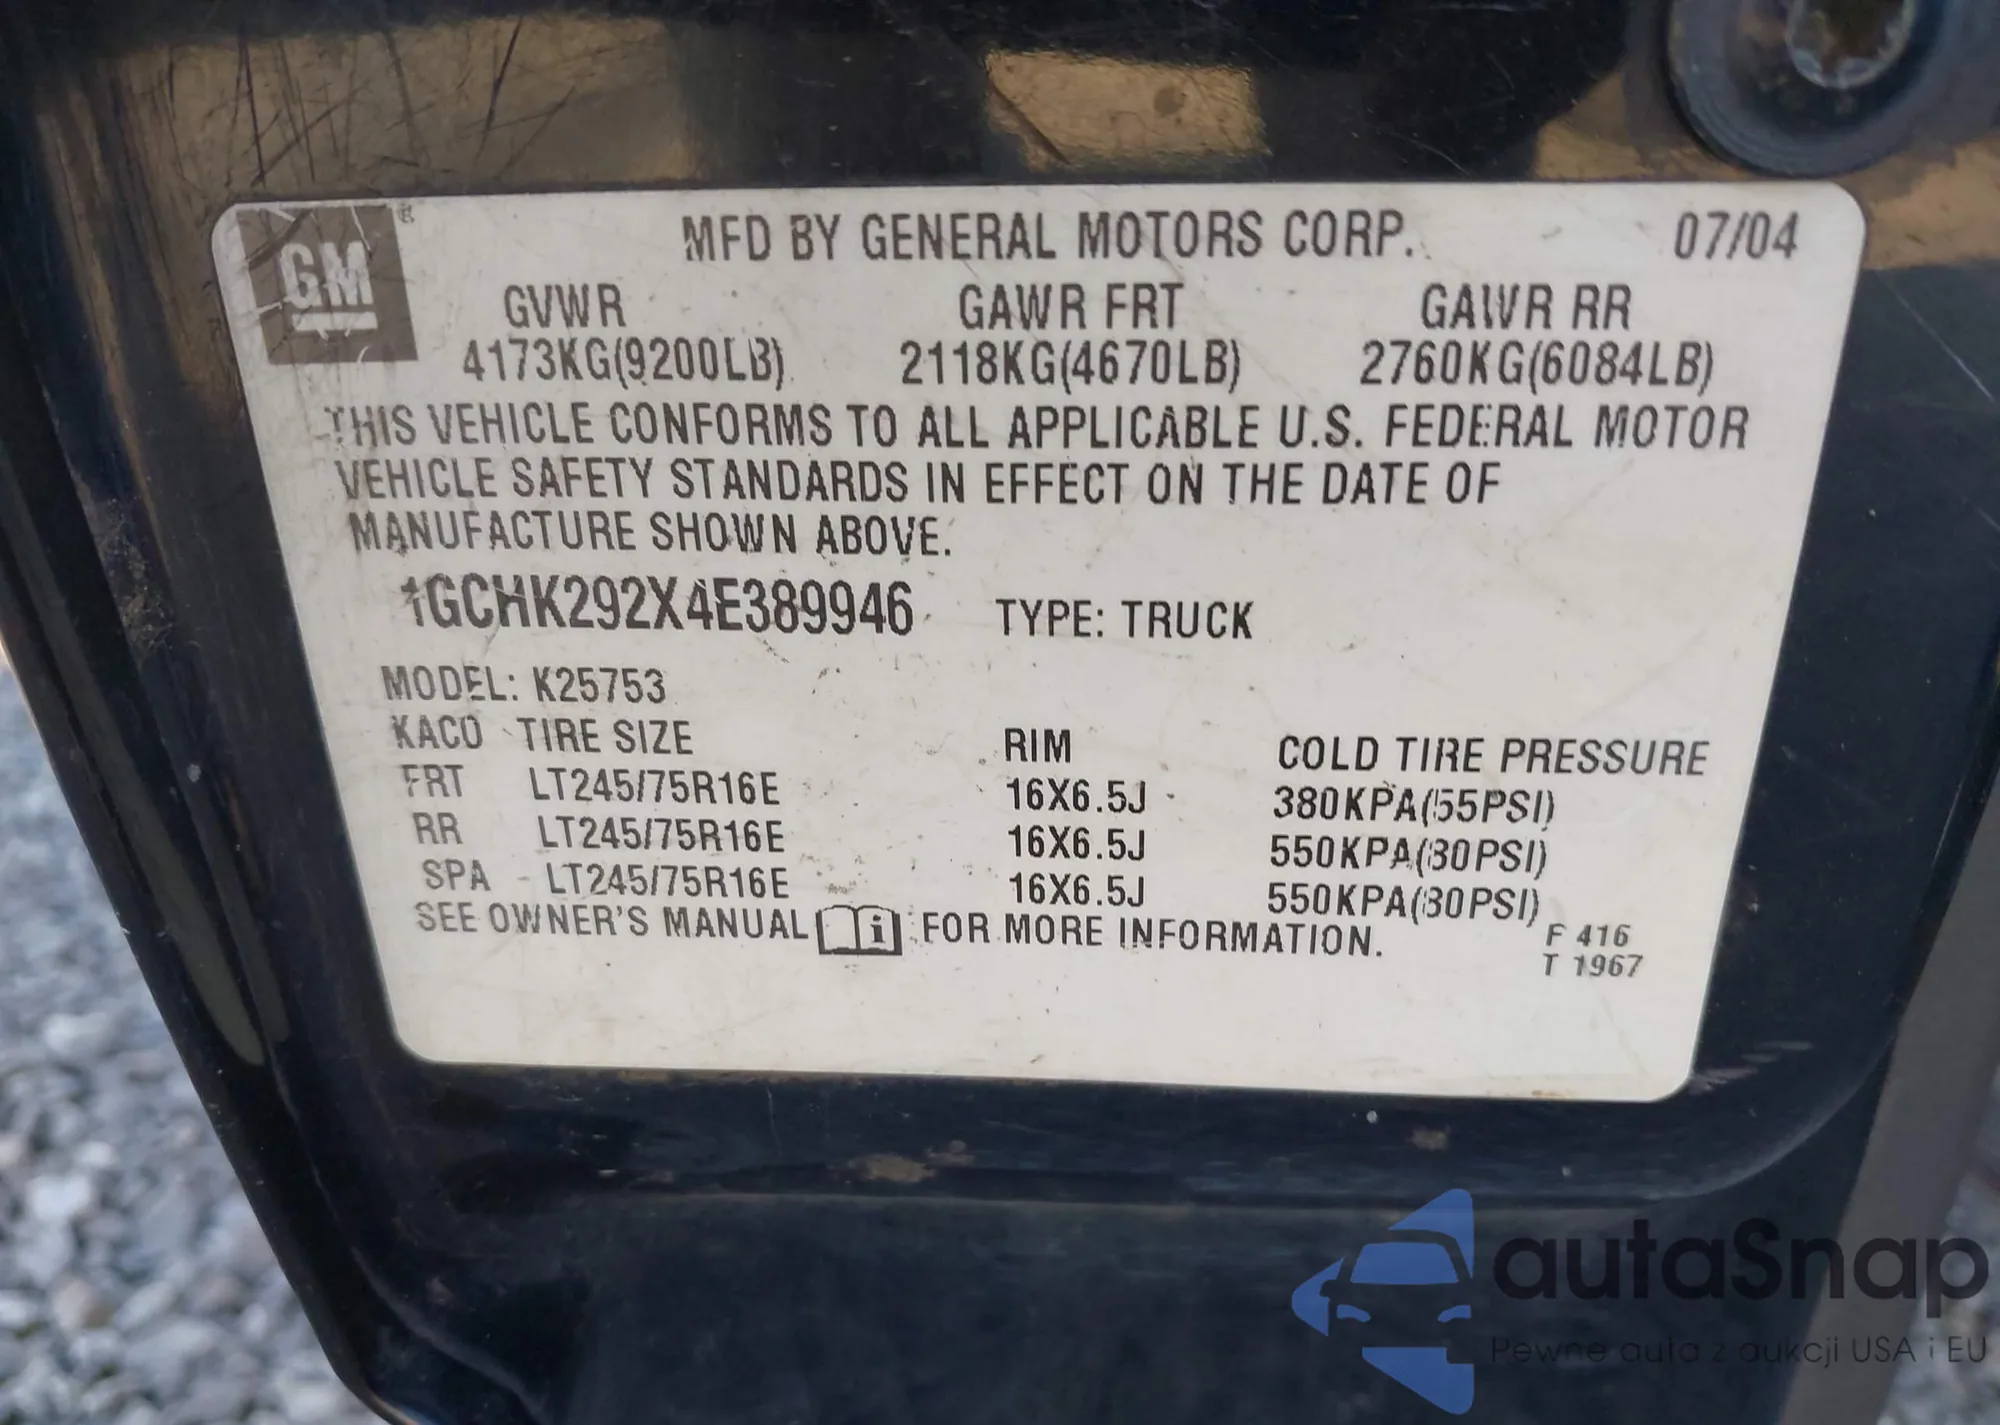 GM
MFD BY GENERAL MOTORS CORP. 07/04
GVWR GAWR FRT GAWR RR
4173KG(9200LB) 2118KG(4670LB) 2760KG(6084LB)
THIS VEHICLE CONFORMS TO ALL APPLICABLE U.S. FEDERAL MOTOR
VEHICLE SAFETY STANDARDS IN EFFECT ON THE DATE OF
MANUFACTURE SHOWN ABOVE.
1GCHK292X4E389946 TYPE: TRUCK
MODEL: K25753
KACO TIRE SIZE RIM COLD TIRE PRESSURE
FRT LT245/75R16E 16X6.5J 380KPA(55PSI)
RR LT245/75R16E 16X6.5J 550KPA(80PSI)
SPA LT245/75R16E 16X6.5J 550KPA(80PSI)
SEE OWNER'S MANUAL i FOR MORE INFORMATION.
F 416
T 1967
autaSnap
Pewne auta z aukcji USA i EU